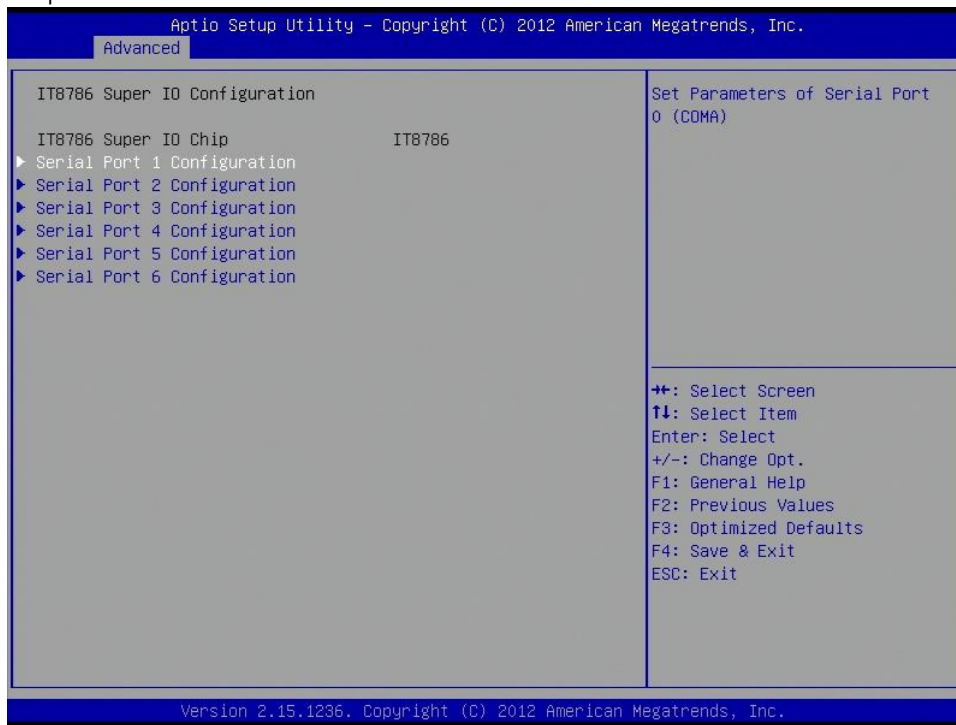 Aptio Setup Utility – Copyright (C) 2012 American Megatrends, Inc.
Advanced
IT8786 Super IO Configuration
IT8786 Super IO Chip IT8786
Serial Port 1 Configuration
Serial Port 2 Configuration
Serial Port 3 Configuration
Serial Port 4 Configuration
Serial Port 5 Configuration
Serial Port 6 Configuration
Set Parameters of Serial Port
0 (COMA)
→←: Select Screen
↑↓: Select Item
Enter: Select
+/-: Change Opt.
F1: General Help
F2: Previous Values
F3: Optimized Defaults
F4: Save & Exit
ESC: Exit
Version 2.15.1236. Copyright (C) 2012 American Megatrends, Inc.